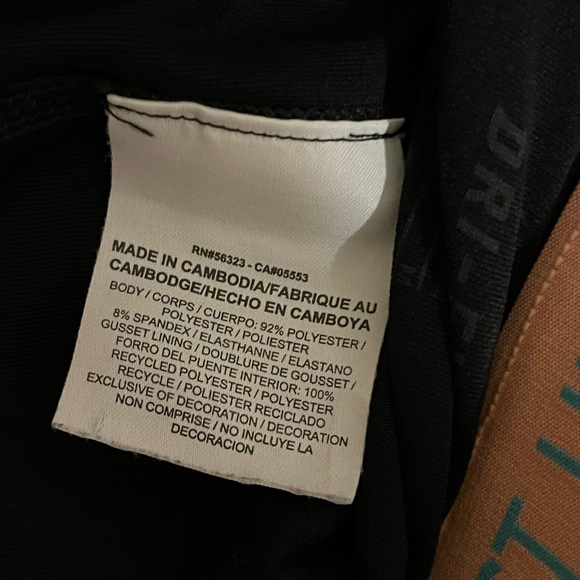 RN#56323 - CA#05553
MADE IN CAMBODIA/FABRIQUE AU
CAMBODGE/HECHO EN CAMBOYA
BODY / CORPS / CUERPO: 92% POLYESTER /
POLYESTER / POLIESTER
8% SPANDEX / ELASTHANNE / ELASTANO
GUSSET LINING / DOUBLURE DE GOUSSET /
FORRO DEL PUENTE INTERIOR: 100%
RECYCLED POLYESTER / POLYESTER
RECYCLE / POLIESTER RECICLADO
EXCLUSIVE OF DECORATION / DECORATION
NON COMPRISE / NO INCLUYE LA
DECORACION
DRI-F